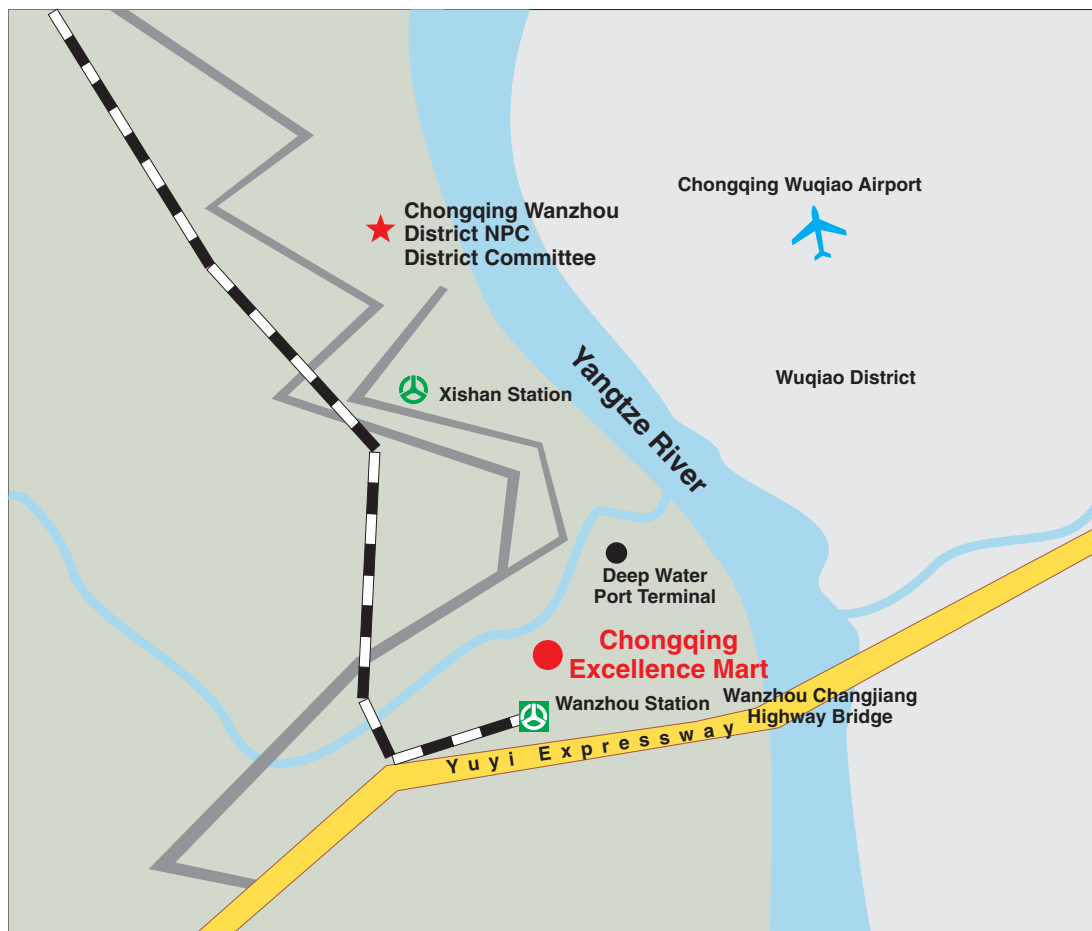 Chongqing Wuqiao Airport
Chongqing Wanzhou
District NPC
District Committee
Wuqiao District
Xishan Station
Yangtze River
Deep Water
Port Terminal
Chongqing
Excellence Mart
Wanzhou Station
Wanzhou Changjiang
Highway Bridge
Yuyi Expressway